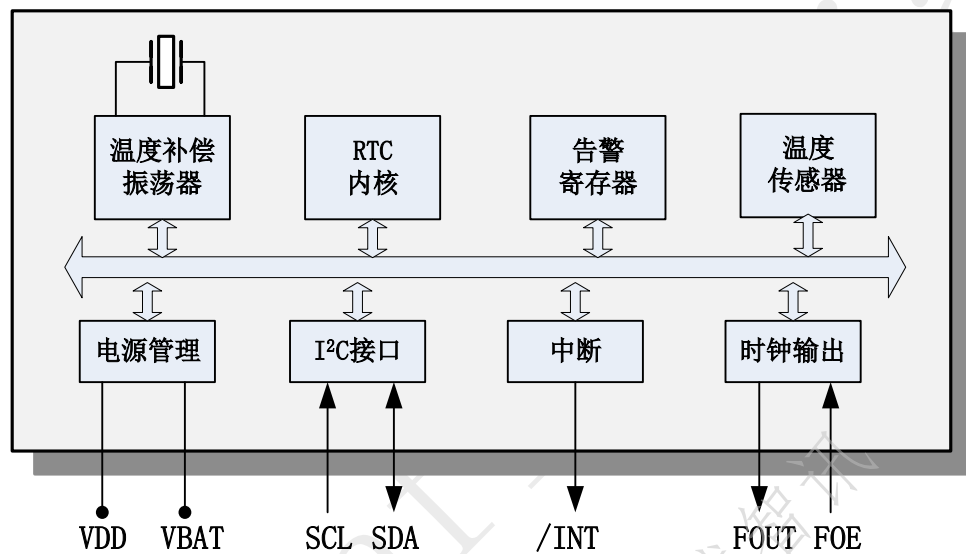 温度补偿
振荡器
RTC
内核
告警
寄存器
温度
传感器
电源管理
I²C接口
中断
时钟输出
VDD VBAT SCL SDA /INT FOUT FOE
智讯